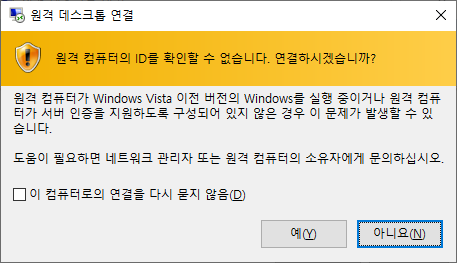 원격 데스크톱 연결
원격 컴퓨터의 ID를 확인할 수 없습니다. 연결하시겠습니까?
원격 컴퓨터가 Windows Vista 이전 버전의 Windows를 실행 중이거나 원격 컴퓨
터가 서버 인증을 지원하도록 구성되어 있지 않은 경우 이 문제가 발생할 수 있
습니다.
도움이 필요하면 네트워크 관리자 또는 원격 컴퓨터의 소유자에게 문의하십시오.
이 컴퓨터로의 연결을 다시 묻지 않음(D)
예(Y) 아니요(N)